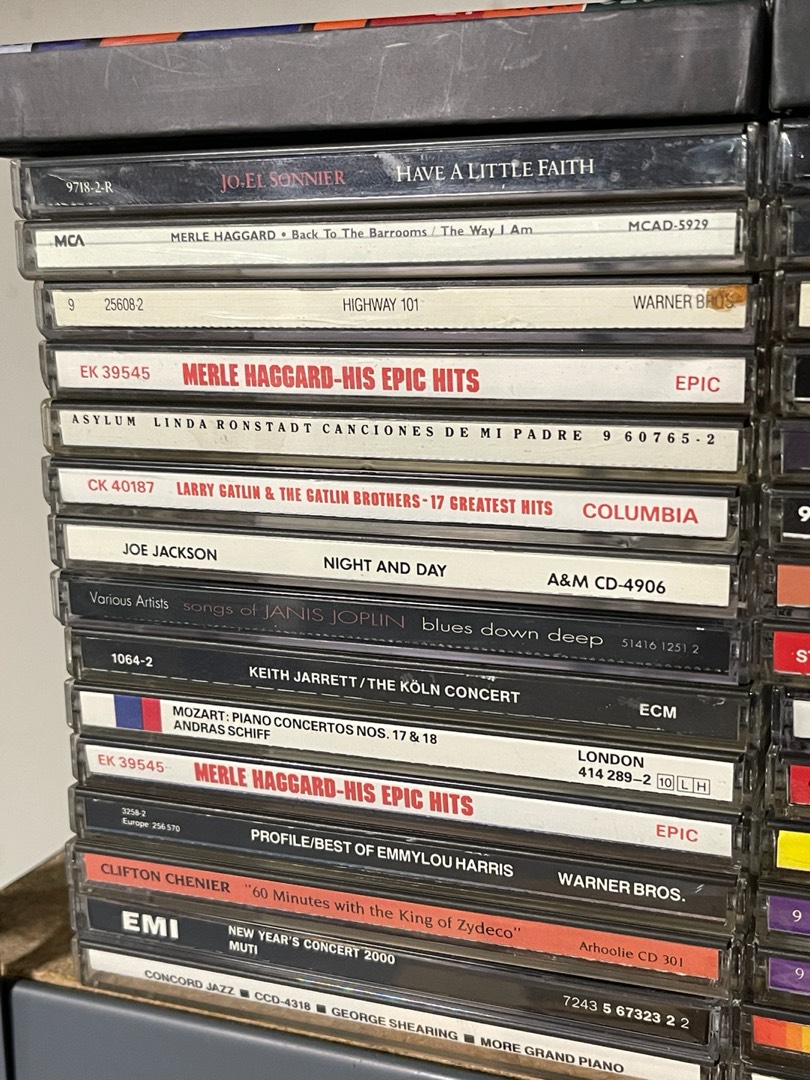 9718-2-R JO-EL SONNIER HAVE A LITTLE FAITH
MCA MERLE HAGGARD • Back To The Barrooms / The Way I Am MCAD-5929
9 25608-2 HIGHWAY 101 WARNER BROS.
EK 39545 MERLE HAGGARD-HIS EPIC HITS EPIC
ASYLUM LINDA RONSTADT CANCIONES DE MI PADRE 9 60765-2
CK 40187 LARRY GATLIN & THE GATLIN BROTHERS-17 GREATEST HITS COLUMBIA
JOE JACKSON NIGHT AND DAY A&M CD-4906
Various Artists songs of JANIS JOPLIN blues down deep 51416 1251 2
1064-2 KEITH JARRETT/THE KÖLN CONCERT ECM
MOZART: PIANO CONCERTOS NOS. 17 & 18
ANDRAS SCHIFF
LONDON
414 289–2 10 L H
EK 39545 MERLE HAGGARD-HIS EPIC HITS EPIC
3258-2
Europe 256 570
PROFILE/BEST OF EMMYLOU HARRIS WARNER BROS.
CLIFTON CHENIER "60 Minutes with the King of Zydeco" Arhoolie CD 301
EMI NEW YEAR'S CONCERT 2000
MUTI
7243 5 67323 2 2
CONCORD JAZZ ■ CCD-4318 ■ GEORGE SHEARING ■ MORE GRAND PIANO
9
9
9